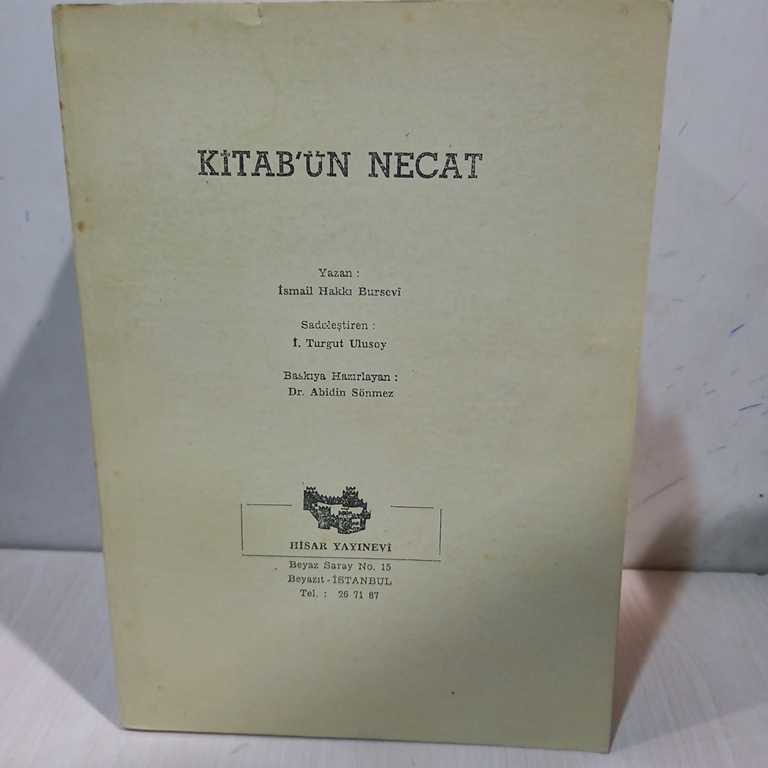 KİTAB'ÜN NECAT
Yazan :
İsmail Hakkı Bursevî
Sadeleştiren :
İ. Turgut Ulusoy
Baskıya Hazırlayan :
Dr. Abidin Sönmez
HİSAR YAYINEVİ
Beyaz Saray No. 15
Beyazıt - İSTANBUL
Tel. : 26 71 87